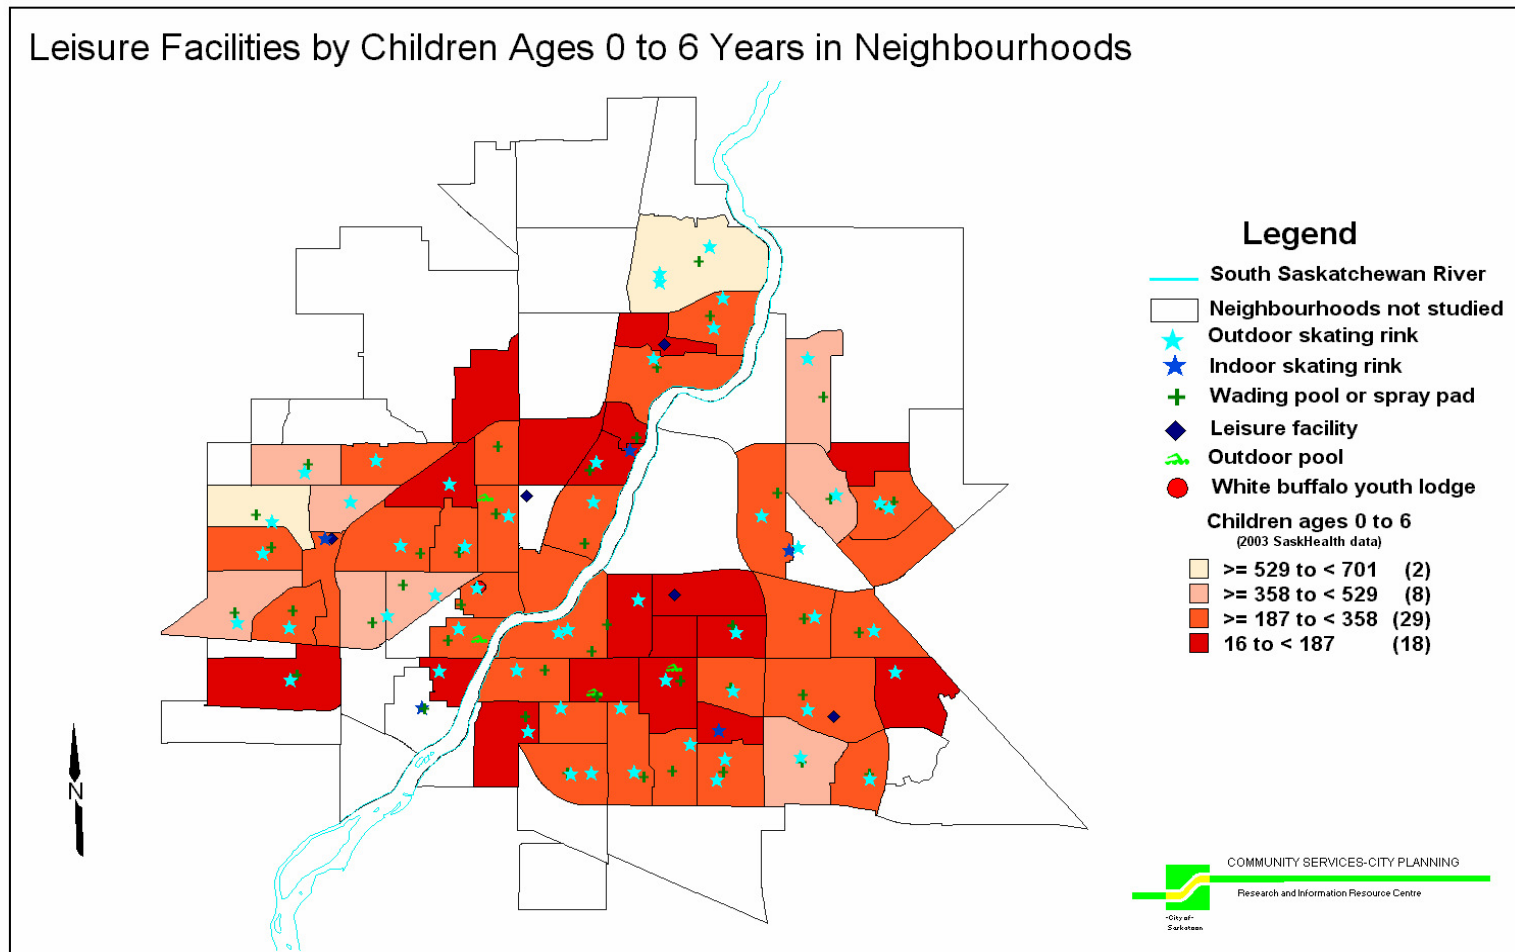 Leisure Facilities by Children Ages 0 to 6 Years in Neighbourhoods
Legend
South Saskatchewan River
Neighbourhoods not studied
Outdoor skating rink
Indoor skating rink
Wading pool or spray pad
Leisure facility
Outdoor pool
White buffalo youth lodge
Children ages 0 to 6
(2003 SaskHealth data)
>= 529 to < 701 (2)
>= 358 to < 529 (8)
>= 187 to < 358 (29)
16 to < 187 (18)
N
COMMUNITY SERVICES-CITY PLANNING
Research and Information Resource Centre
-City of-
Saskatoon